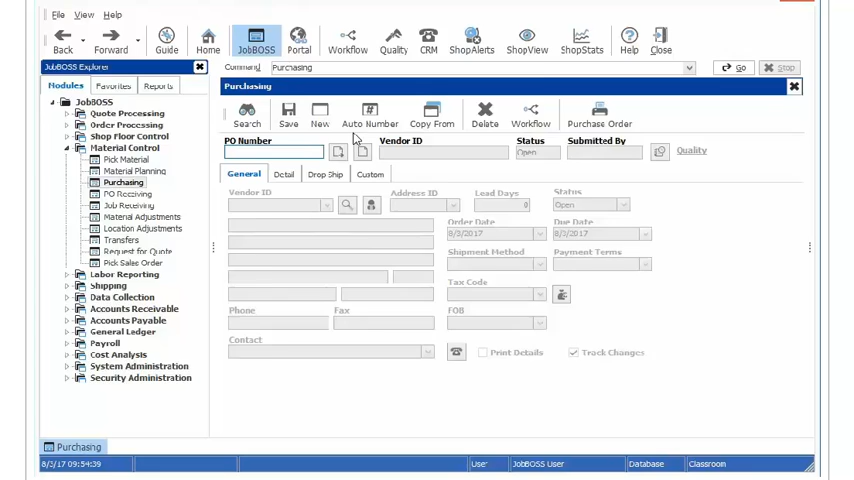 File View Help
Back Forward Guide Home JobBOSS Portal Workflow Quality CRM ShopAlerts ShopView ShopStats Help Close
JobBOSS Explorer
Command Purchasing Go Stop
Nodules Favorites Reports
Purchasing
JobBOSS
Quote Processing
Order Processing
Shop Floor Control
Material Control
Pick Material
Material Planning
Purchasing
PO Receiving
Job Receiving
Material Adjustments
Location Adjustments
Transfers
Request for Quote
Pick Sales Order
Labor Reporting
Shipping
Data Collection
Accounts Receivable
Accounts Payable
General Ledger
Payroll
Cost Analysis
System Administration
Security Administration
Search Save New # Auto Number Copy From Delete Workflow Purchase Order
PO Number Vendor ID Status Submitted By
Open Quality
General Detail Drop Ship Custom
Vendor ID Address ID Lead Days Status
0 Open
Order Date Due Date
8/3/2017 8/3/2017
Shipment Method Payment Terms
Tax Code
Phone Fax FOB
Contact
Print Details Track Changes
Purchasing
8/3/17 09:54:39 User JobBOSS User Database Classroom